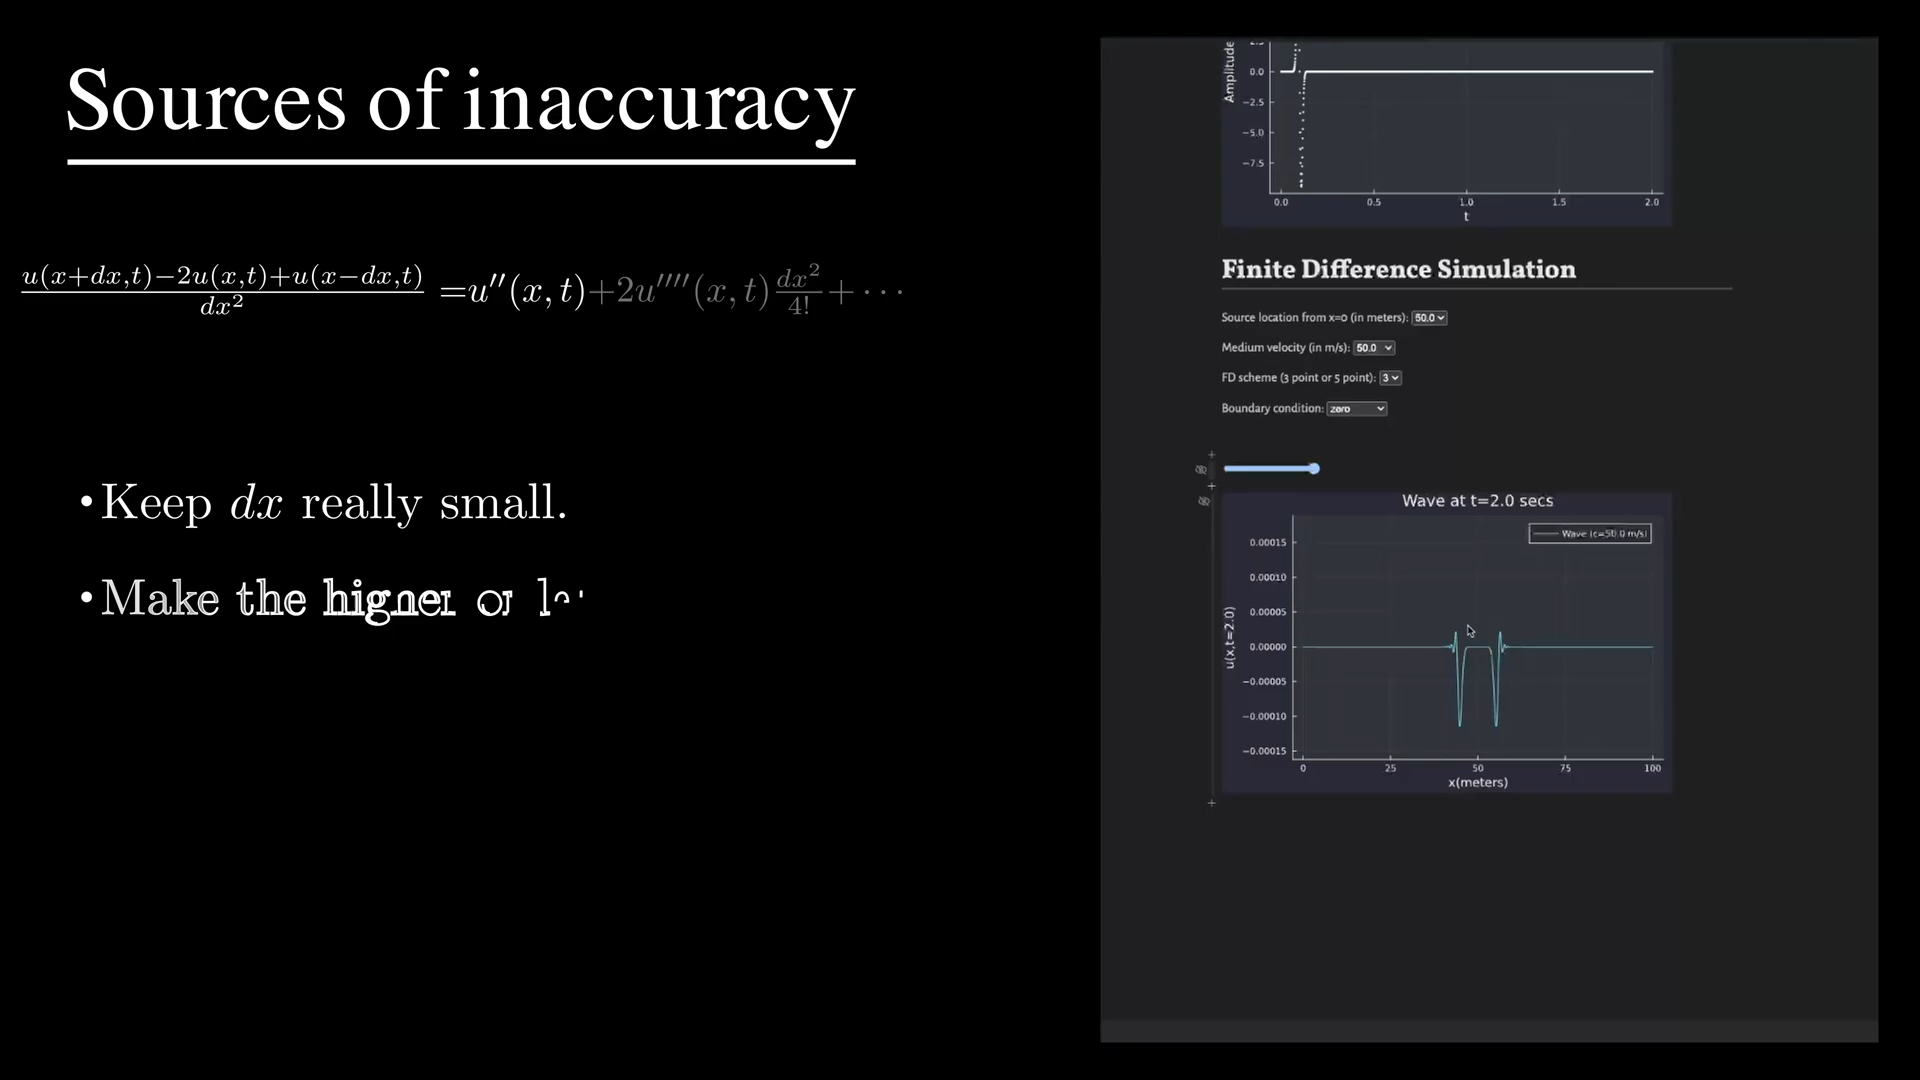 Sources of inaccuracy
u(x+dx,t)−2u(x,t)+u(x−dx,t)
dx² =u′′(x,t)+2u′′′′(x,t) dx²/4! + ···
• Keep dx really small.
• Make the
Amplitude
0.0
−2.5
−5.0
−7.5
0.0 0.5 1.0 1.5 2.0
t
Finite Difference Simulation
Source location from x=0 (in meters): 50.0
Medium velocity (in m/s): 50.0
FD scheme (3 point or 5 point): 3
Boundary condition: zero
Wave at t=2.0 secs
Wave (c=50.0 m/s)
u(x,t=2.0)
0.00015
0.00010
0.00005
0.00000
−0.00005
−0.00010
−0.00015
0 25 50 75 100
x(meters)